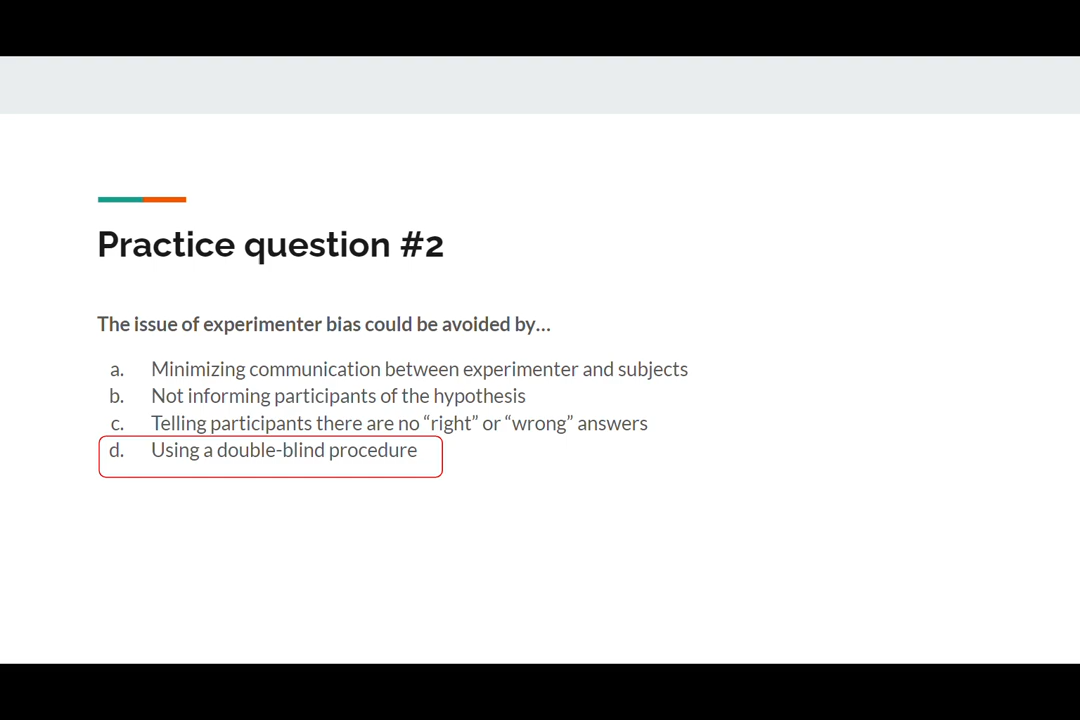 Practice question #2
The issue of experimenter bias could be avoided by…
a. Minimizing communication between experimenter and subjects
b. Not informing participants of the hypothesis
c. Telling participants there are no “right” or “wrong” answers
d. Using a double-blind procedure